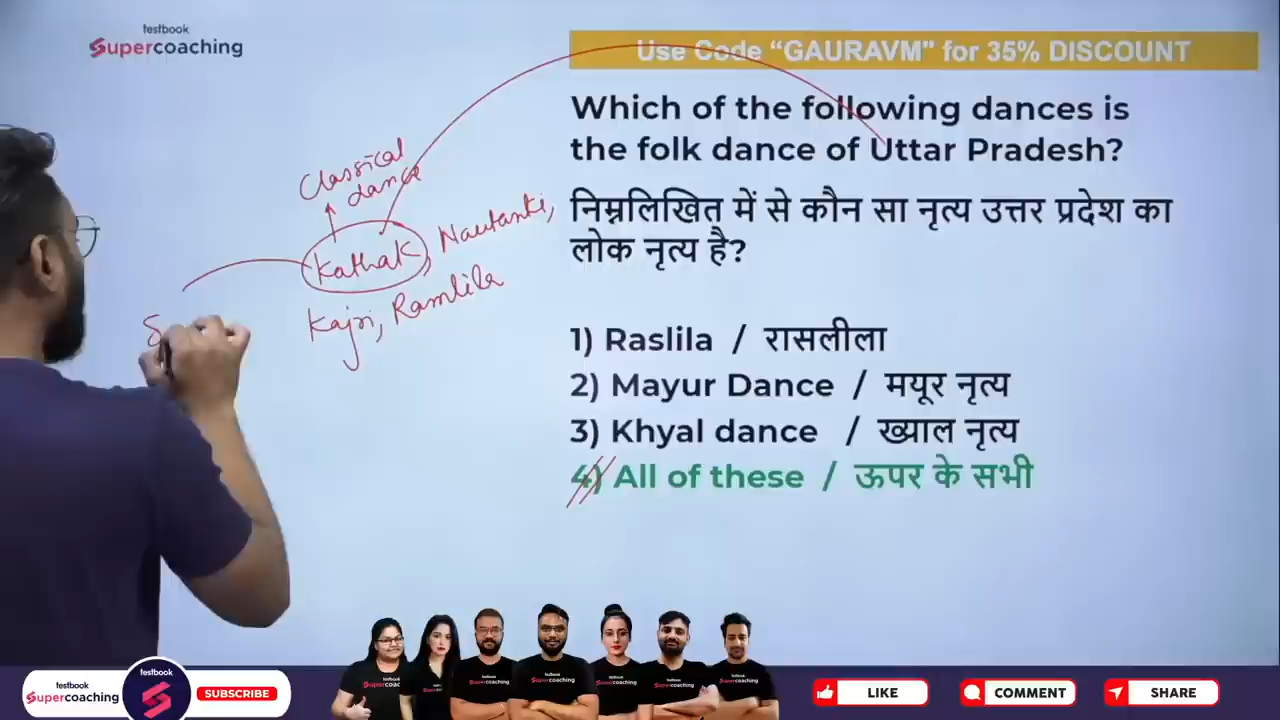 testbook
Supercoaching
Use Code “GAURAVM" for 35% DISCOUNT
Which of the following dances is
the folk dance of Uttar Pradesh?
निम्नलिखित में से कौन सा नृत्य उत्तर प्रदेश का
लोक नृत्य है?
1) Raslila / रासलीला
2) Mayur Dance / मयूर नृत्य
3) Khyal dance / ख्याल नृत्य
4) All of these / ऊपर के सभी
Classical
dance
Kathak, Nautanki,
Kajri, Ramlila
S
testbook
Supercoaching
testbook
SUBSCRIBE
LIKE
COMMENT
SHARE